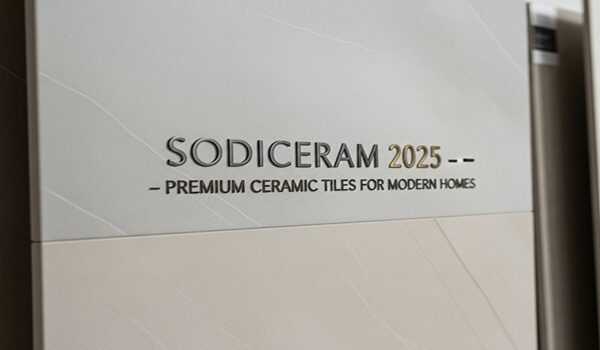 SODICERAM 2025 - -
– PREMIUM CERAMIC TILES FOR MODERN HOMES